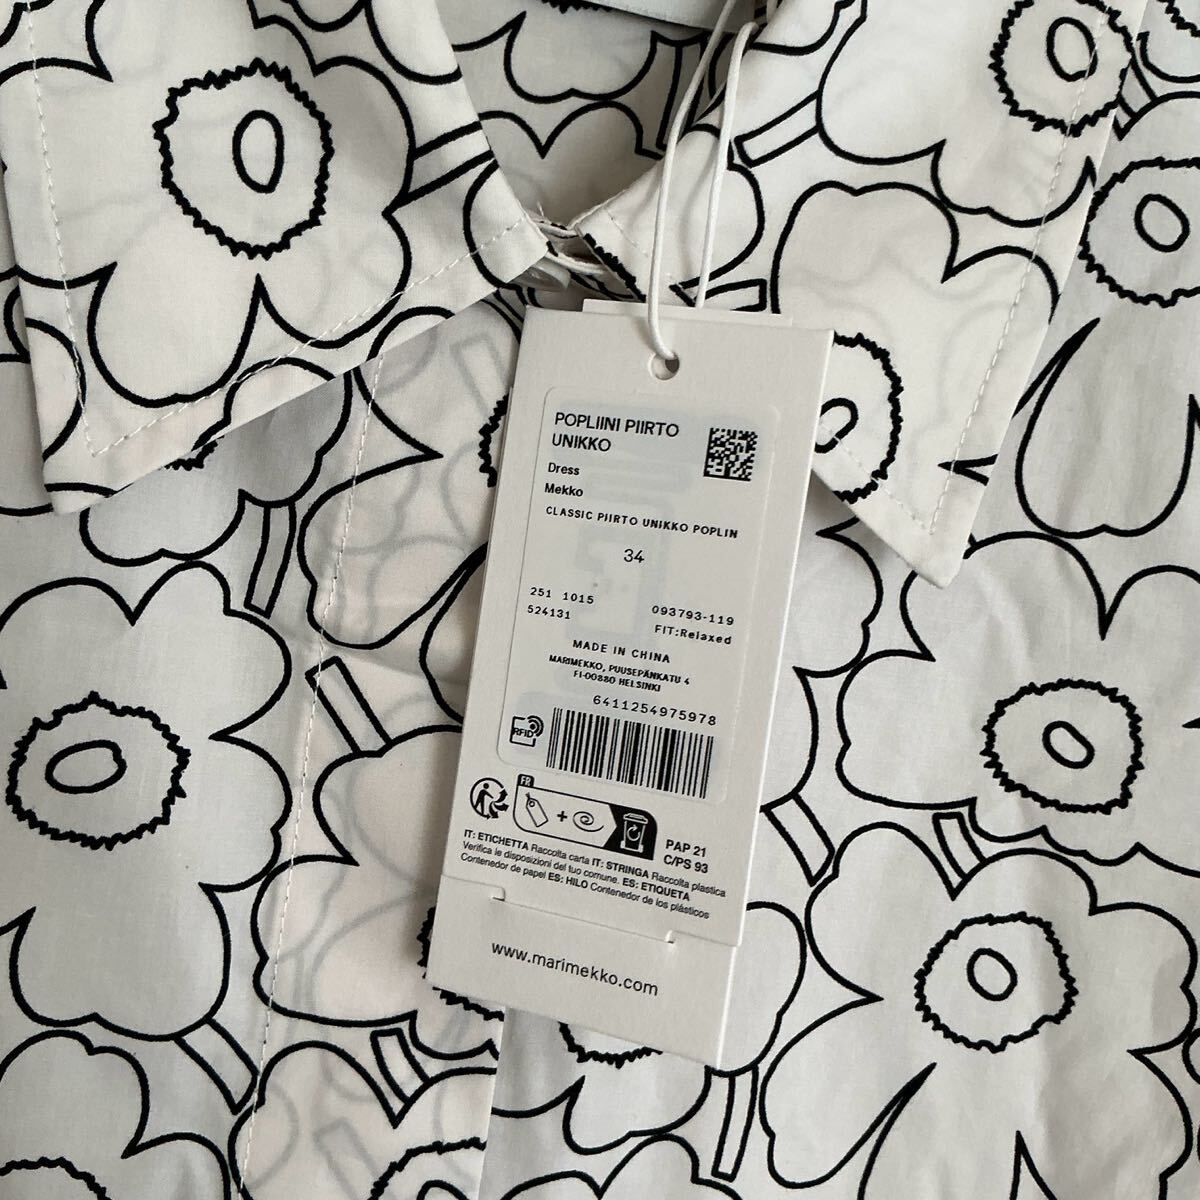 POPLIINI PIIRTO
UNIKKO
Dress
Mekko
CLASSIC PIIRTO UNIKKO POPLIN
34
251 1015
524131
093793-119
FIT:Relaxed
MADE IN CHINA
MARIMEKKO, PUUSEPÄNKATU 4
FI-00880 HELSINKI
6411254975978
RFID
FR
+
PAP 21
C/PS 93
IT: ETICHETTA Raccolta carta IT: STRINGA Raccolta plastica
Verifica le disposizioni del tuo comune. ES: ETIQUETA
Contenedor de papel ES: HILO Contenedor de los plásticos
www.marimekko.com